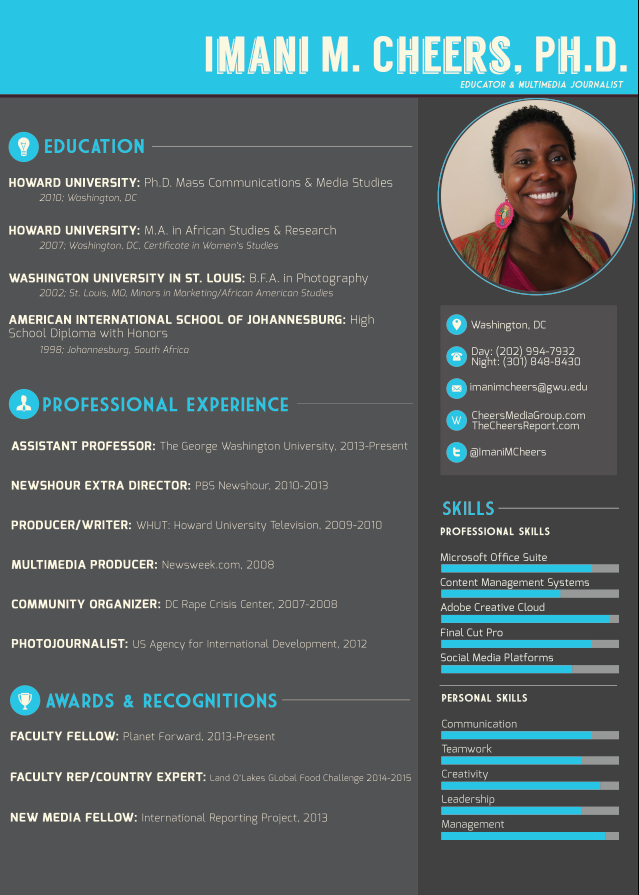 IMANI M. CHEERS, PH.D.
EDUCATOR & MULTIMEDIA JOURNALIST
EDUCATION
HOWARD UNIVERSITY: Ph.D. Mass Communications & Media Studies
2010; Washington, DC
HOWARD UNIVERSITY: M.A. in African Studies & Research
2007; Washington, DC, Certificate in Women's Studies
WASHINGTON UNIVERSITY IN ST. LOUIS: B.F.A. in Photography
2002; St. Louis, MO, Minors in Marketing/African American Studies
AMERICAN INTERNATIONAL SCHOOL OF JOHANNESBURG: High
School Diploma with Honors
1998; Johannesburg, South Africa
PROFESSIONAL EXPERIENCE
ASSISTANT PROFESSOR: The George Washington University, 2013-Present
NEWSHOUR EXTRA DIRECTOR: PBS Newshour, 2010-2013
PRODUCER/WRITER: WHUT: Howard University Television, 2009-2010
MULTIMEDIA PRODUCER: Newsweek.com, 2008
COMMUNITY ORGANIZER: DC Rape Crisis Center, 2007-2008
PHOTOJOURNALIST: US Agency for International Development, 2012
AWARDS & RECOGNITIONS
FACULTY FELLOW: Planet Forward, 2013-Present
FACULTY REP/COUNTRY EXPERT: Land O'Lakes GLobal Food Challenge 2014-2015
NEW MEDIA FELLOW: International Reporting Project, 2013
Washington, DC
Day: (202) 994-7932
Night: (301) 848-8430
imanimcheers@gwu.edu
W
CheersMediaGroup.com
TheCheersReport.com
@ImaniMCheers
SKILLS
PROFESSIONAL SKILLS
Microsoft Office Suite
Content Management Systems
Adobe Creative Cloud
Final Cut Pro
Social Media Platforms
PERSONAL SKILLS
Communication
Teamwork
Creativity
Leadership
Management